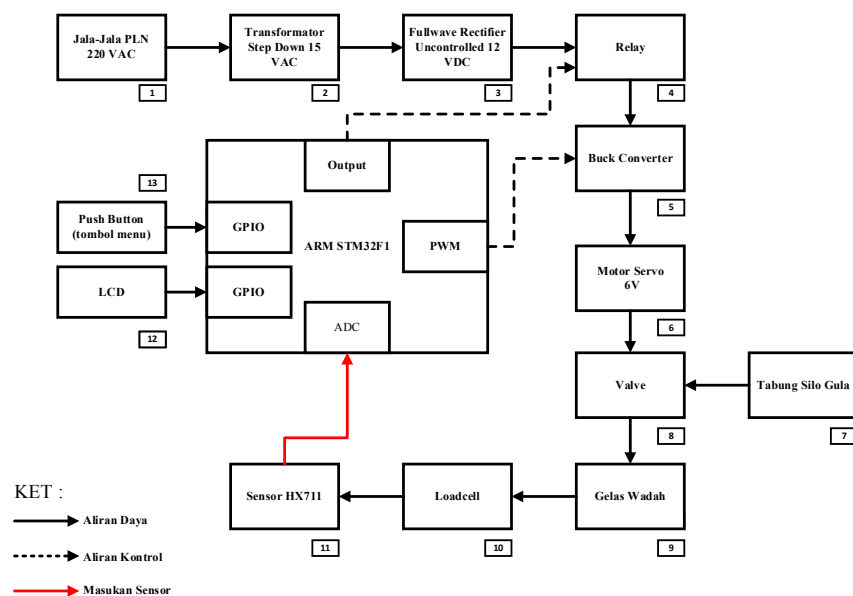 Jala-Jala PLN
220 VAC
1
Transformator
Step Down 15
VAC
2
Fullwave Rectifier
Uncontrolled 12
VDC
3
Relay
4
Output
Buck Converter
5
13
Push Button
(tombol menu)
GPIO
ARM STM32F1
PWM
LCD
GPIO
12
ADC
Motor Servo
6V
6
Valve
8
Tabung Silo Gula
7
Sensor HX711
11
Loadcell
10
Gelas Wadah
9
KET :
Aliran Daya
Aliran Kontrol
Masukan Sensor